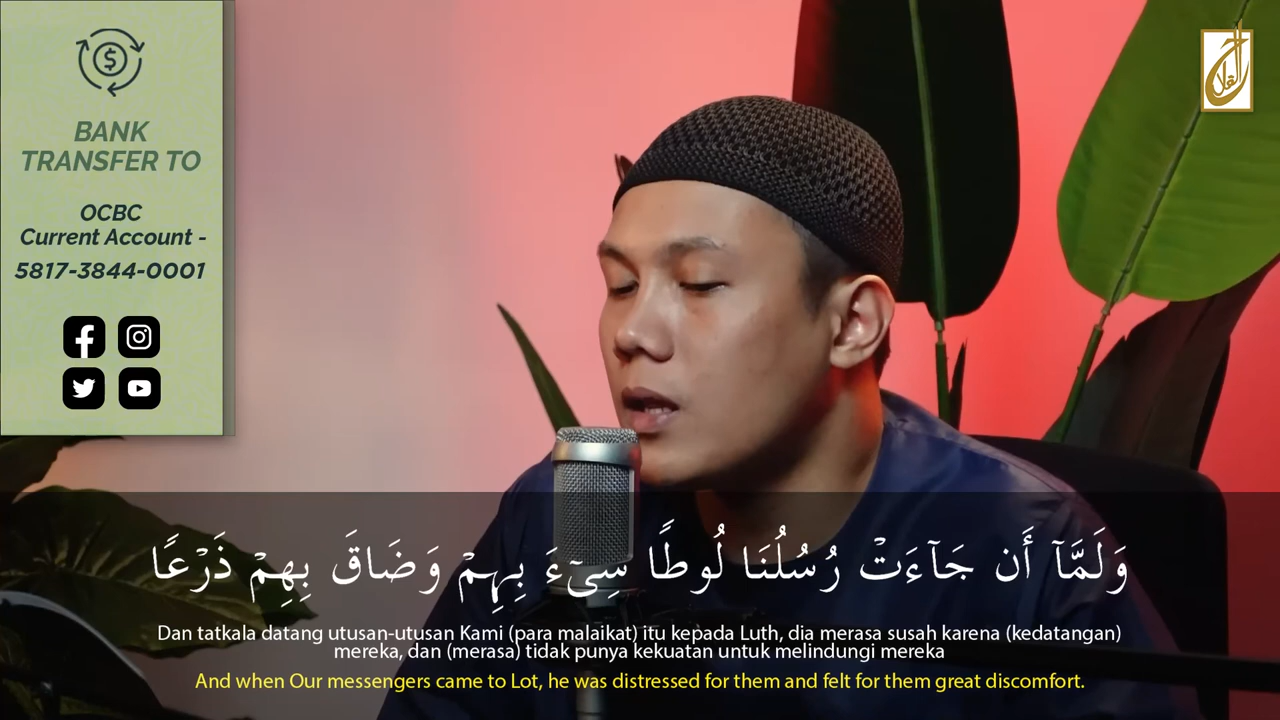 BANK
TRANSFER TO
OCBC
Current Account -
5817-3844-0001
وَلَمَّآ أَن جَآءَتْ رُسُلُنَا لُوطًا سِىٓءَ بِهِمْ وَضَاقَ بِهِمْ ذَرْعًا
Dan tatkala datang utusan-utusan Kami (para malaikat) itu kepada Luth, dia merasa susah karena (kedatangan)
mereka, dan (merasa) tidak punya kekuatan untuk melindungi mereka
And when Our messengers came to Lot, he was distressed for them and felt for them great discomfort.